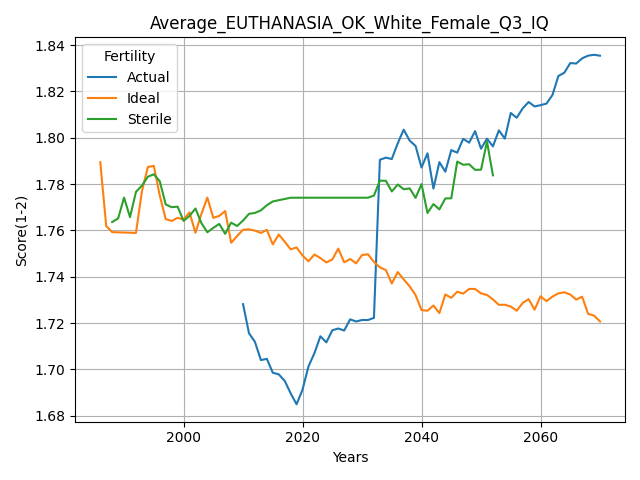 Average_EUTHANASIA_OK_White_Female_Q3_IQ
Fertility
Actual
Ideal
Sterile
Score(1-2)
1.84
1.82
1.80
1.78
1.76
1.74
1.72
1.70
1.68
2000 2020 2040 2060
Years